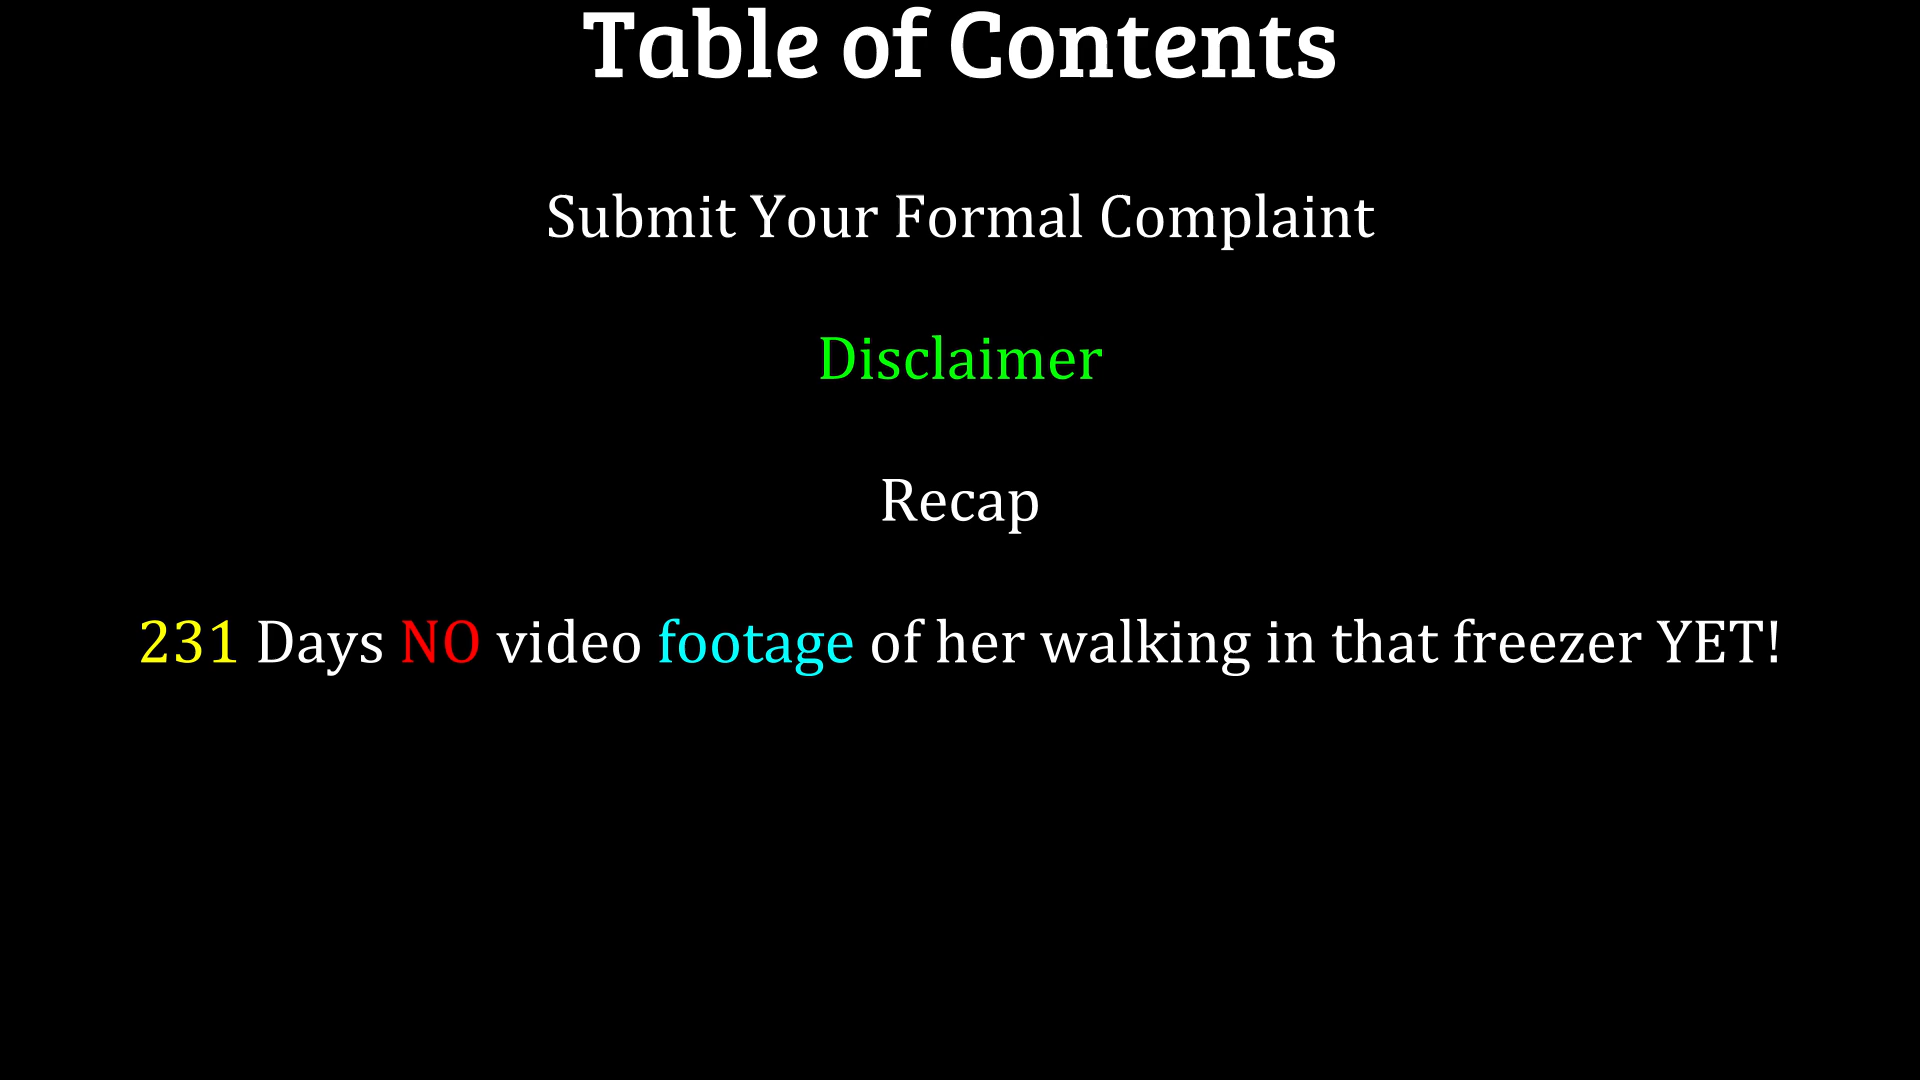 Table of Contents
Submit Your Formal Complaint
Disclaimer
Recap
231 Days NO video footage of her walking in that freezer YET!